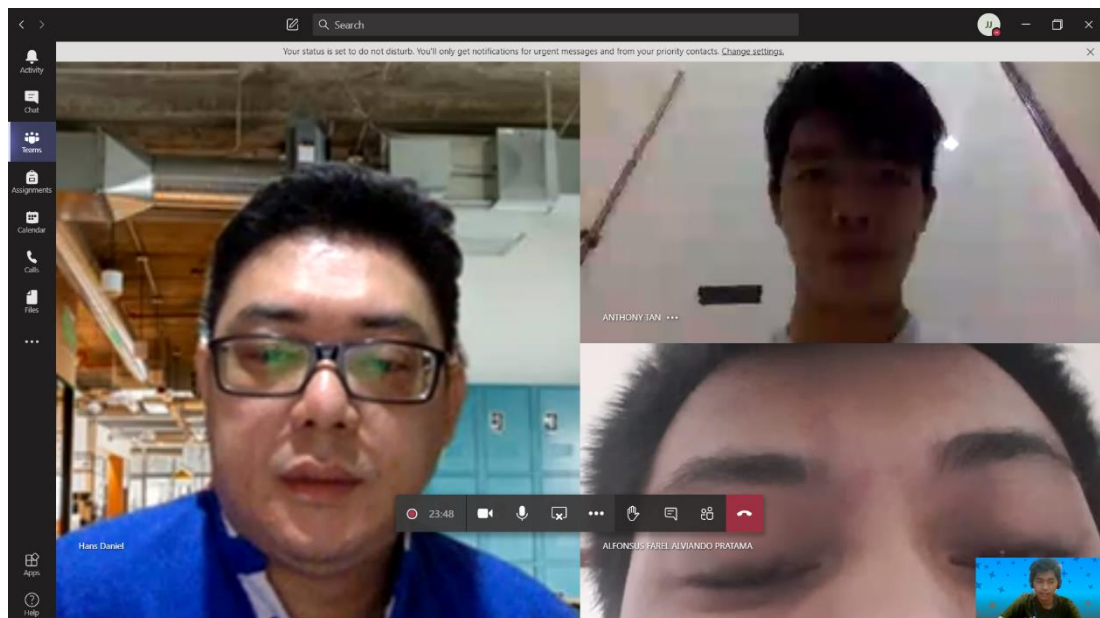 Search
JJ
Your status is set to do not disturb. You'll only get notifications for urgent messages and from your priority contacts. Change settings.
Activity
Chat
Teams
Assignments
Calendar
Calls
Files
ANTHONY TAN
23:48
Hans Daniel
ALFONSUS FAREL ALVIANDO PRATAMA
Apps
Help